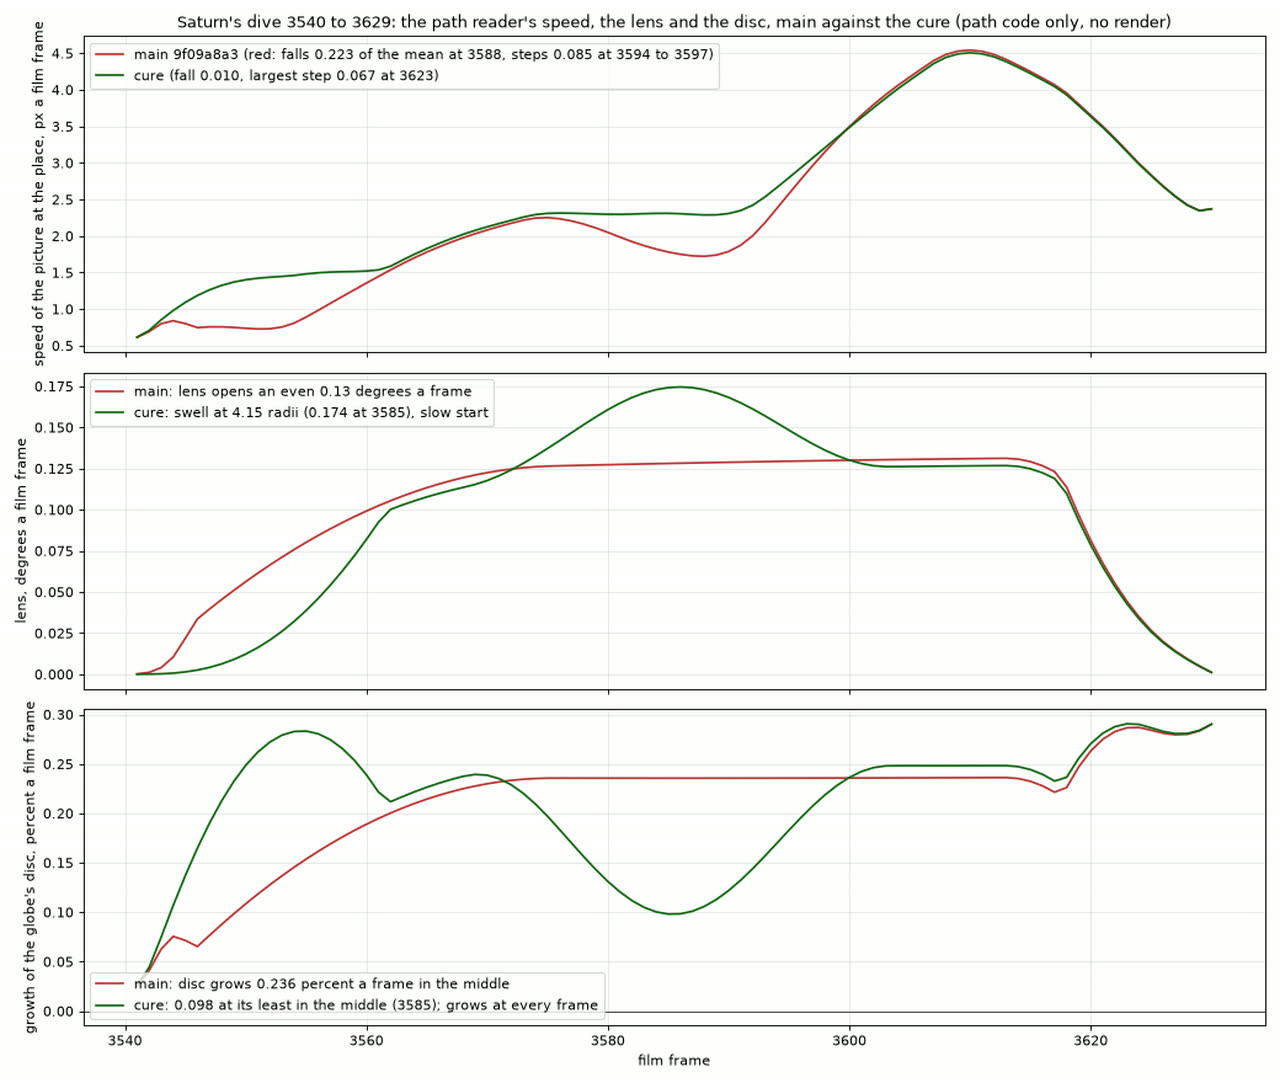 Saturn's dive 3540 to 3629: the path reader's speed, the lens and the disc, main against the cure (path code only, no render)
speed of the picture at the place, px a film frame
4.5
4.0
3.5
3.0
2.5
2.0
1.5
1.0
0.5
main 9f09a8a3 (red: falls 0.223 of the mean at 3588, steps 0.085 at 3594 to 3597)
cure (fall 0.010, largest step 0.067 at 3623)
lens, degrees a film frame
0.175
0.150
0.125
0.100
0.075
0.050
0.025
0.000
main: lens opens an even 0.13 degrees a frame
cure: swell at 4.15 radii (0.174 at 3585), slow start
growth of the globe's disc, percent a film frame
0.30
0.25
0.20
0.15
0.10
0.05
0.00
main: disc grows 0.236 percent a frame in the middle
cure: 0.098 at its least in the middle (3585); grows at every frame
3540
3560
3580
3600
3620
film frame